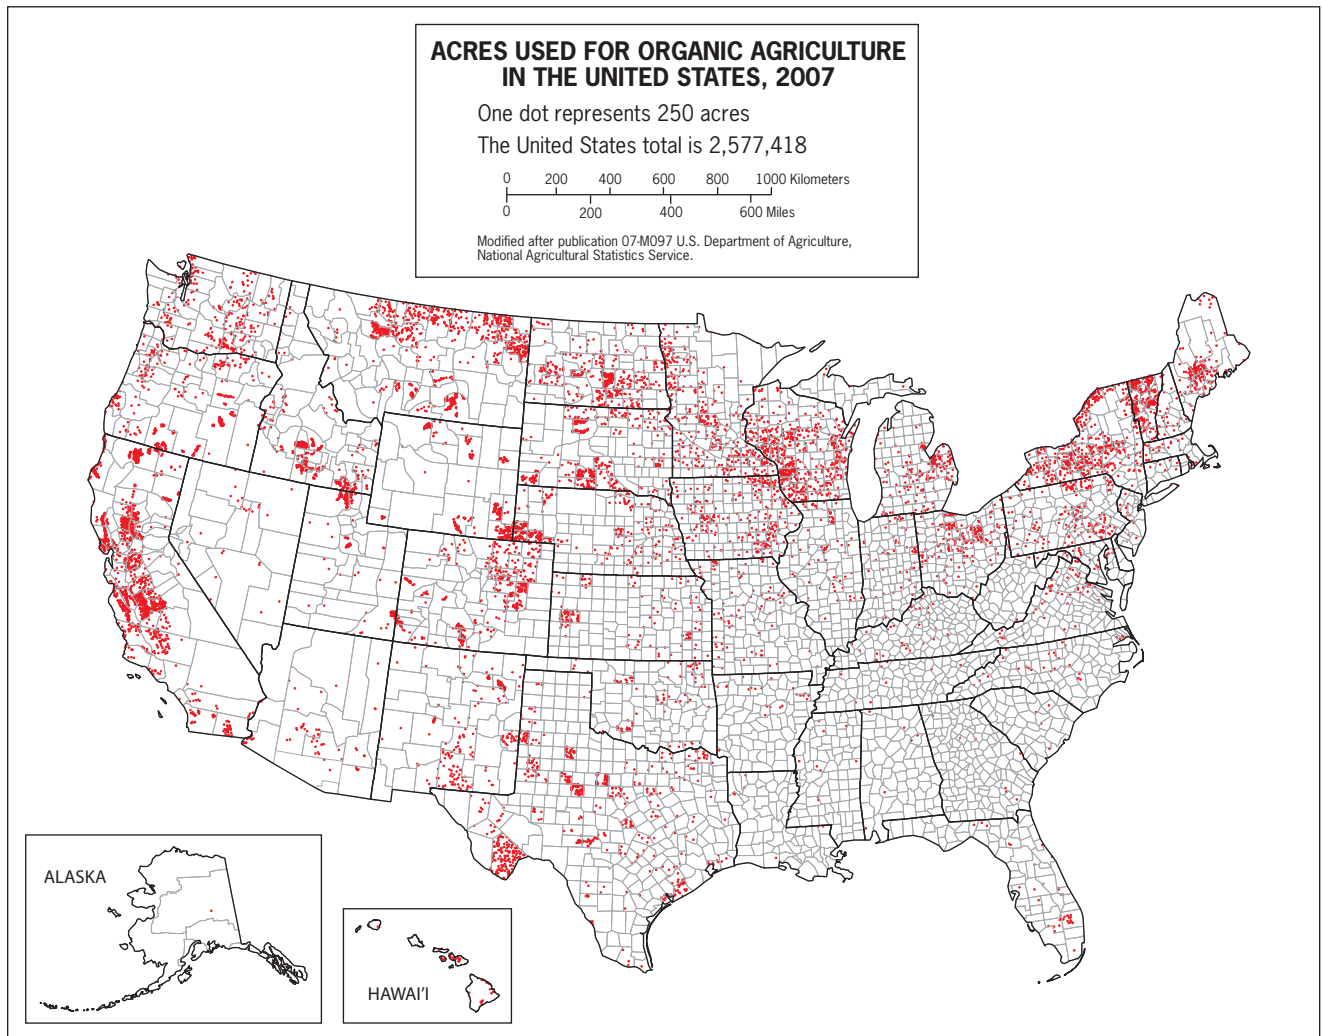 ACRES USED FOR ORGANIC AGRICULTURE
IN THE UNITED STATES, 2007
One dot represents 250 acres
The United States total is 2,577,418
0 200 400 600 800 1000 Kilometers
0 200 400 600 Miles
Modified after publication 07-M097 U.S. Department of Agriculture,
National Agricultural Statistics Service.
ALASKA
HAWAI'I